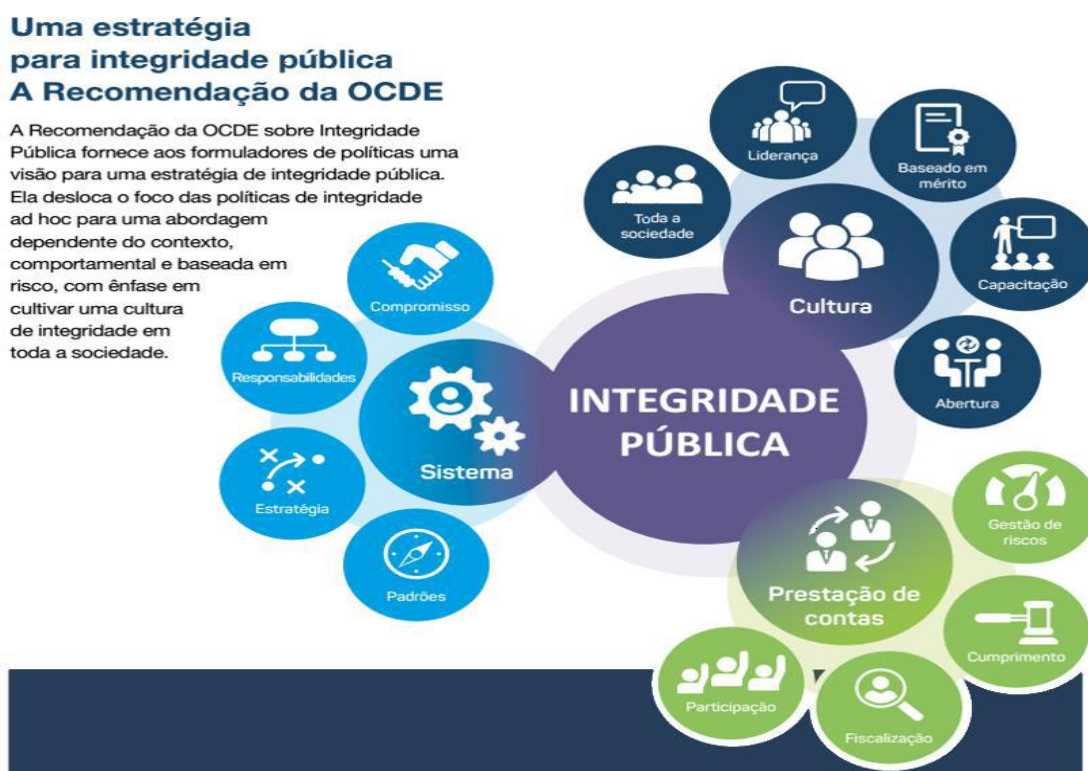 Uma estratégia
para integridade pública
A Recomendação da OCDE
A Recomendação da OCDE sobre Integridade
Pública fornece aos formuladores de políticas uma
visão para uma estratégia de integridade pública.
Ela desloca o foco das políticas de integridade
ad hoc para uma abordagem
dependente do contexto,
comportamental e baseada em
risco, com ênfase em
cultivar uma cultura
de integridade em
toda a sociedade.
Liderança
Baseado em
mérito
Toda a
sociedade
Capacitação
Cultura
Abertura
Compromisso
Responsabilidades
Sistema
Estratégia
Padrões
INTEGRIDADE
PÚBLICA
Gestão de
riscos
Prestação de
contas
Cumprimento
Participação
Fiscalização